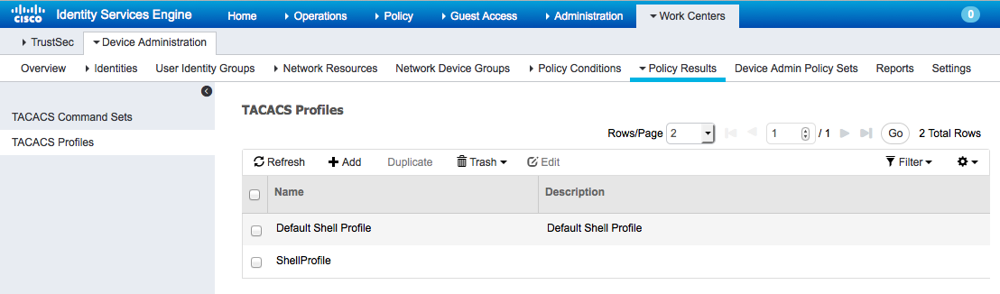 CISCO Identity Services Engine Home Operations Policy Guest Access Administration Work Centers 0
TrustSec Device Administration
Overview Identities User Identity Groups Network Resources Network Device Groups Policy Conditions Policy Results Device Admin Policy Sets Reports Settings
TACACS Command Sets
TACACS Profiles
TACACS Profiles
Rows/Page 2 1 / 1 Go 2 Total Rows
Refresh Add Duplicate Trash Edit Filter
Name Description
Default Shell Profile Default Shell Profile
ShellProfile